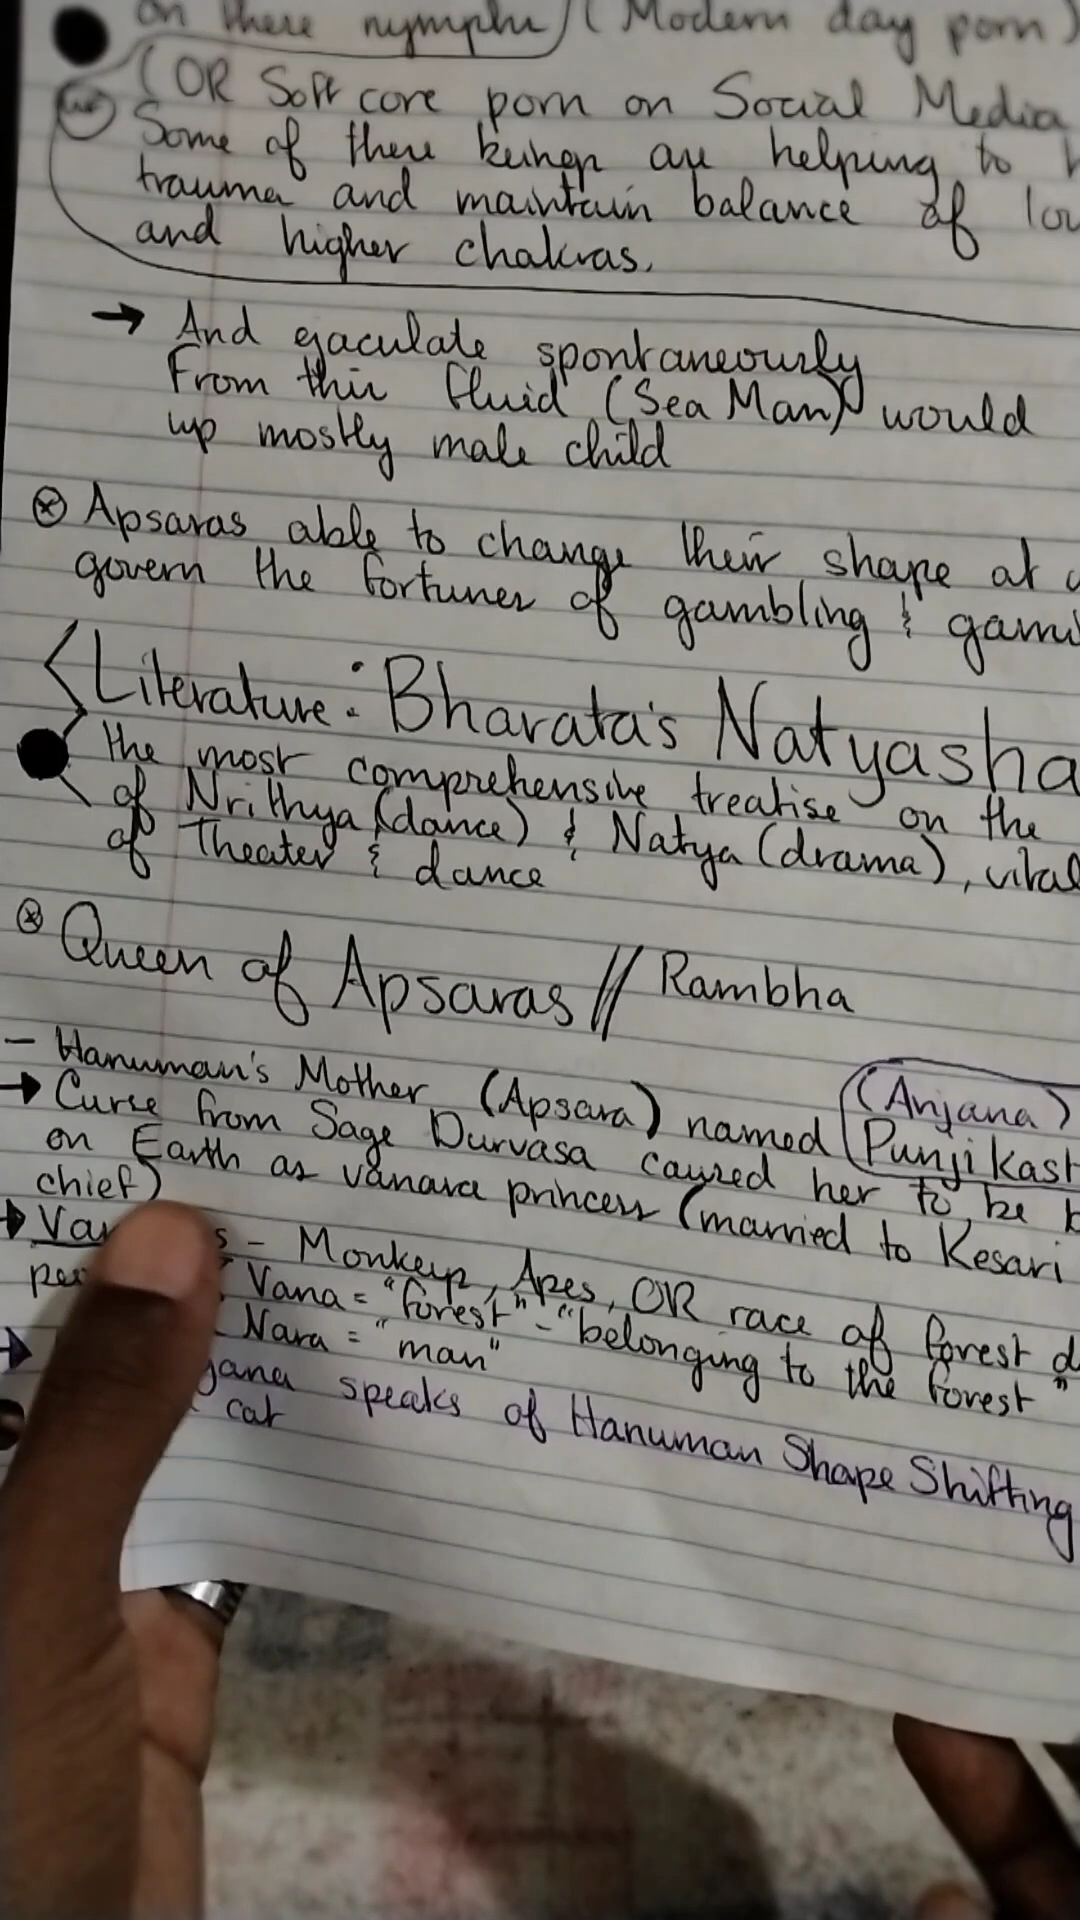 on these nymphs (Modern day porn)
(OR Soft core porn on Social Media
Some of these beings are helping to
trauma and maintain balance of
and higher chakras.
→ And ejaculate spontaneously
From this fluid (Sea Man) would
up mostly male child
⊗ Apsaras able to change their shape at
govern the fortunes of gambling &
Literature: Bharata's Natyasha
the most comprehensive treatise on the
of Nrithya (dance) & Natya (drama), vital
of Theater & dance
⊗ Queen of Apsaras // Rambha
(Anjana)
- Hanuman's Mother (Apsara) named Punjikast
→ Curse from Sage Durvasa caused her to be
on Earth as vanara princess (married to Kesari
chief)
s - Monkeys, Apes, OR race of forest
Vana = "forest" - "belonging to the forest"
Nara = "man"
speaks of Hanuman Shape Shifting
cat